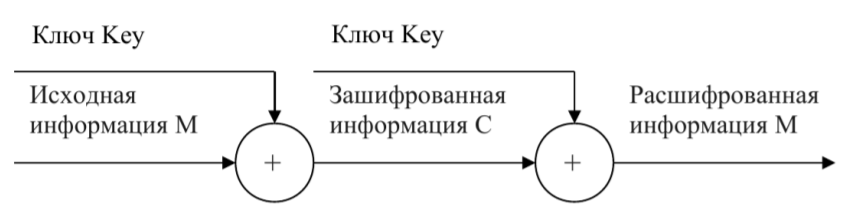 Ключ Key
Ключ Key
Исходная
информация М
Зашифрованная
информация С
Расшифрованная
информация М
+
+